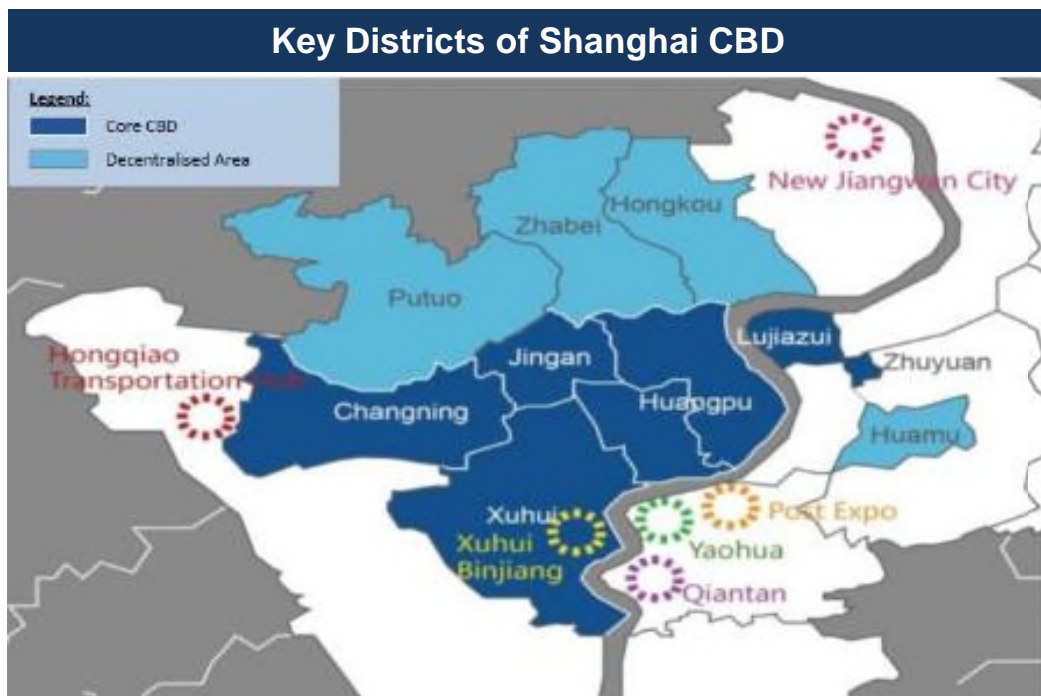 Key Districts of Shanghai CBD
Legend:
Core CBD
Decentralised Area
New Jiangwan City
Hongkou
Zhabei
Putuo
Lujiazui
Hongqiao
Transportation Hub
Jingan
Zhuyuan
Changning
Huangpu
Huamu
Xuhui
Xuhui
Binjiang
Post Expo
Yaohua
Qiantan